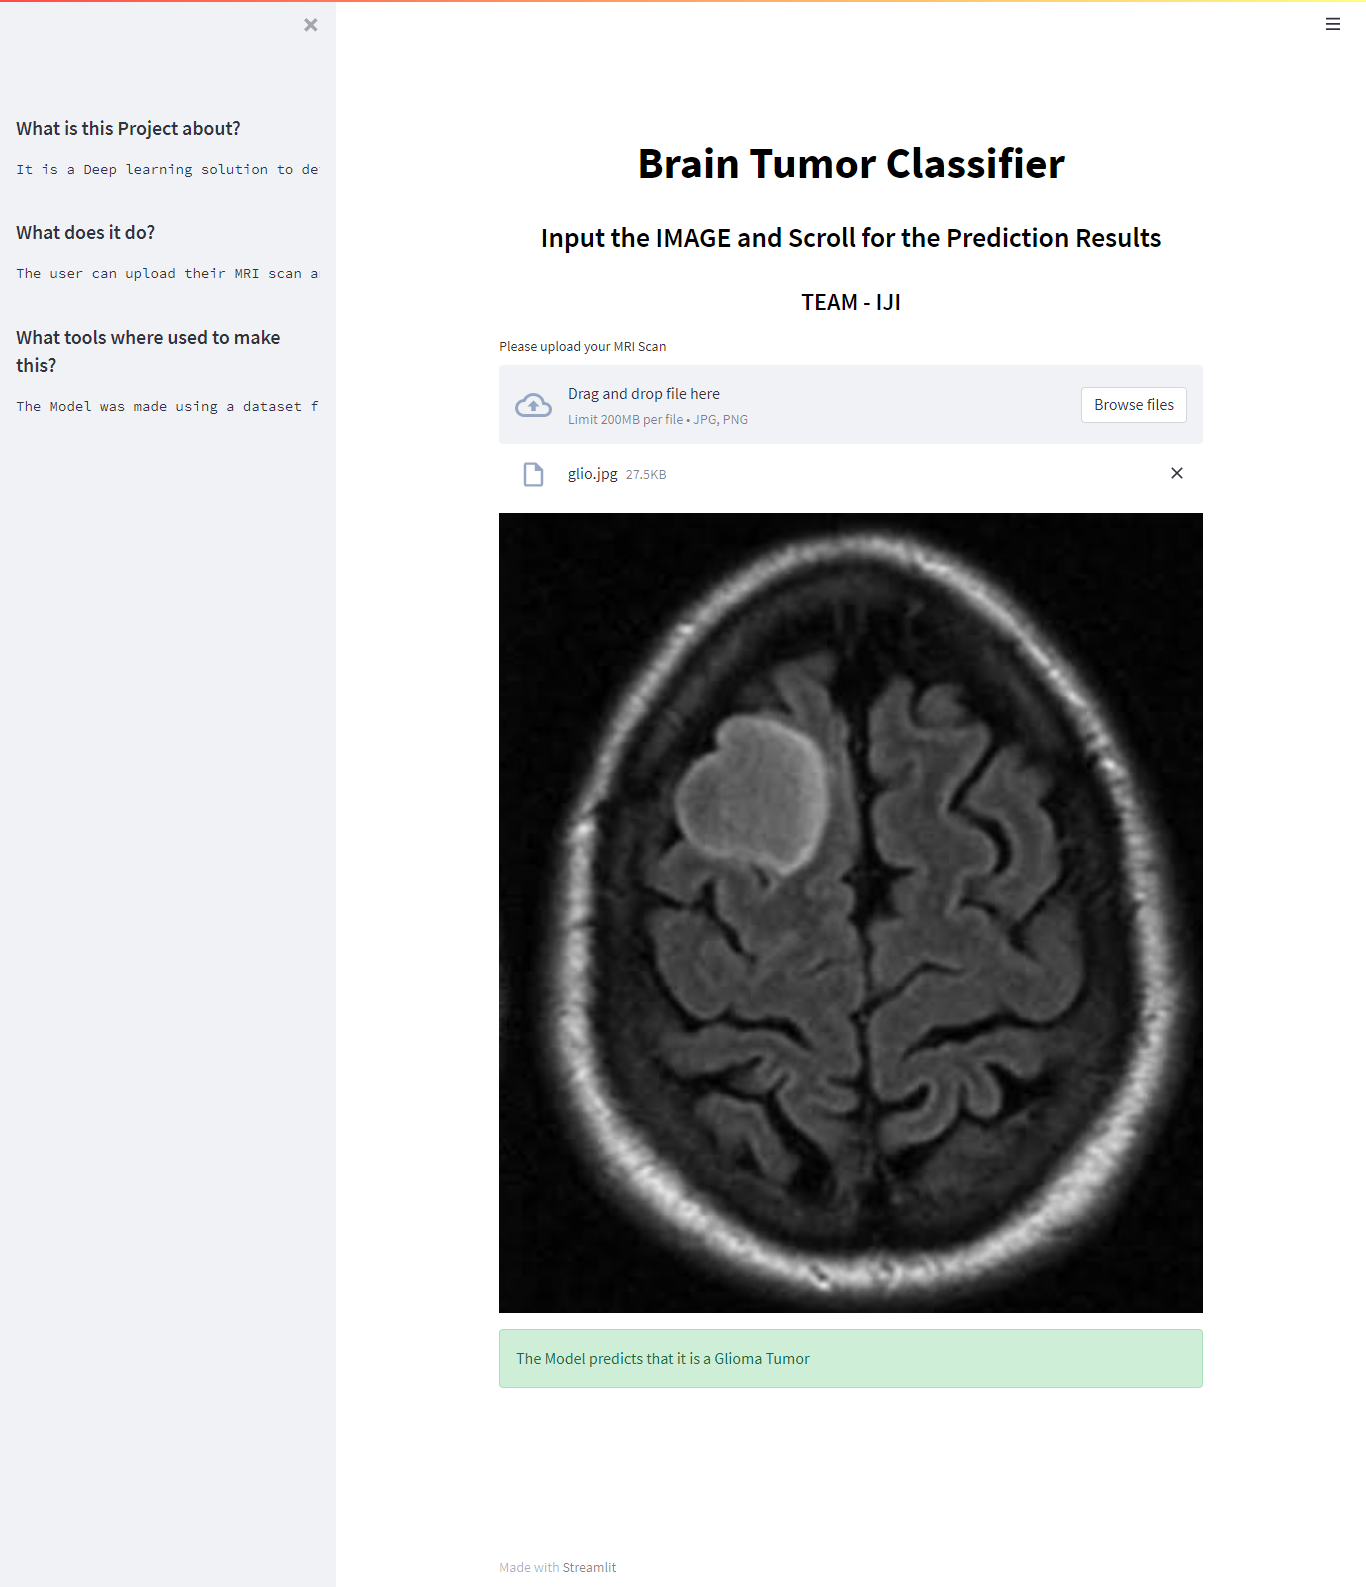 What is this Project about?
It is a Deep learning solution to de
What does it do?
The user can upload their MRI scan a
What tools where used to make
this?
The Model was made using a dataset f
Brain Tumor Classifier
Input the IMAGE and Scroll for the Prediction Results
TEAM - IJI
Please upload your MRI Scan
Drag and drop file here
Limit 200MB per file • JPG, PNG
Browse files
glio.jpg 27.5KB
The Model predicts that it is a Glioma Tumor
Made with Streamlit